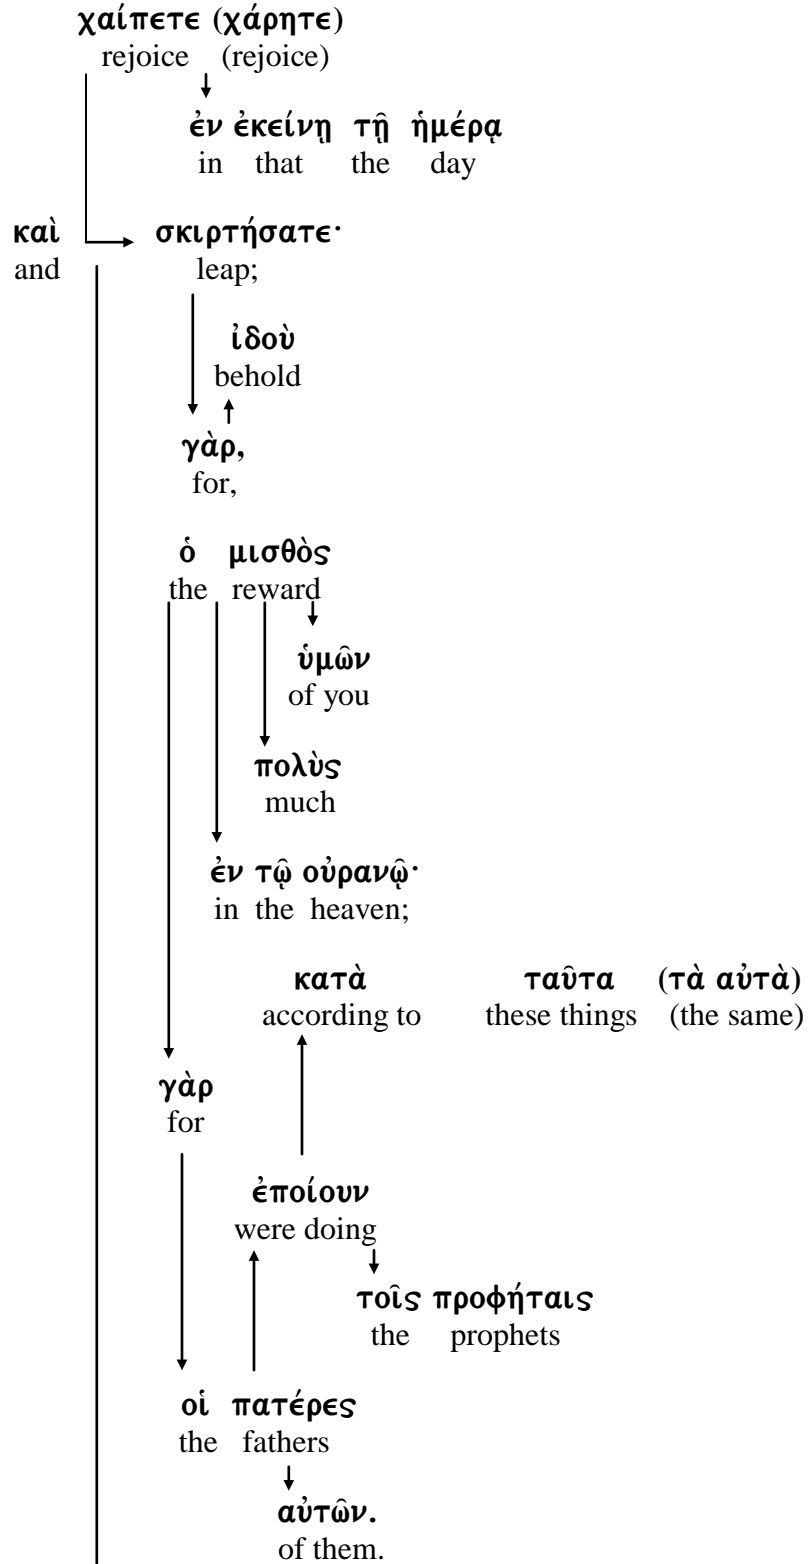 χαίπετε (χάρητε)
rejoice (rejoice)
ἐν ἐκείνῃ τῇ ἡμέρᾳ
in that the day
καὶ σκιρτήσατε·
and leap;
ἰδοὺ
behold
γὰρ,
for,
ὁ μισθὸς
the reward
ὑμῶν
of you
πολὺς
much
ἐν τῷ οὐρανῷ·
in the heaven;
κατὰ ταῦτα (τὰ αὐτὰ)
according to these things (the same)
γὰρ
for
ἐποίουν
were doing
τοῖς προφήταις
the prophets
οἱ πατέρες
the fathers
αὐτῶν.
of them.